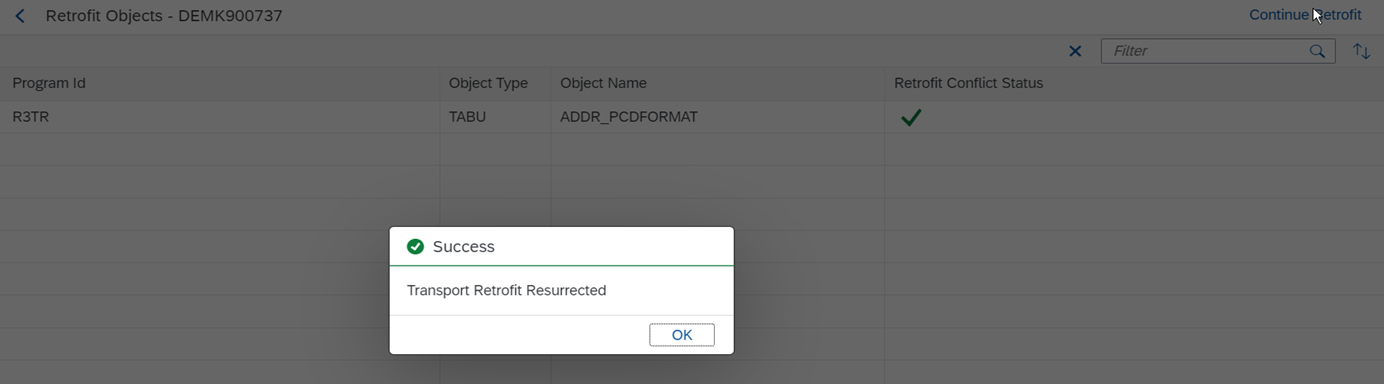 Retrofit Objects - DEMK900737
Continue Retrofit
Filter
Program Id Object Type Object Name Retrofit Conflict Status
R3TR TABU ADDR_PCDFORMAT
Success
Transport Retrofit Resurrected
OK